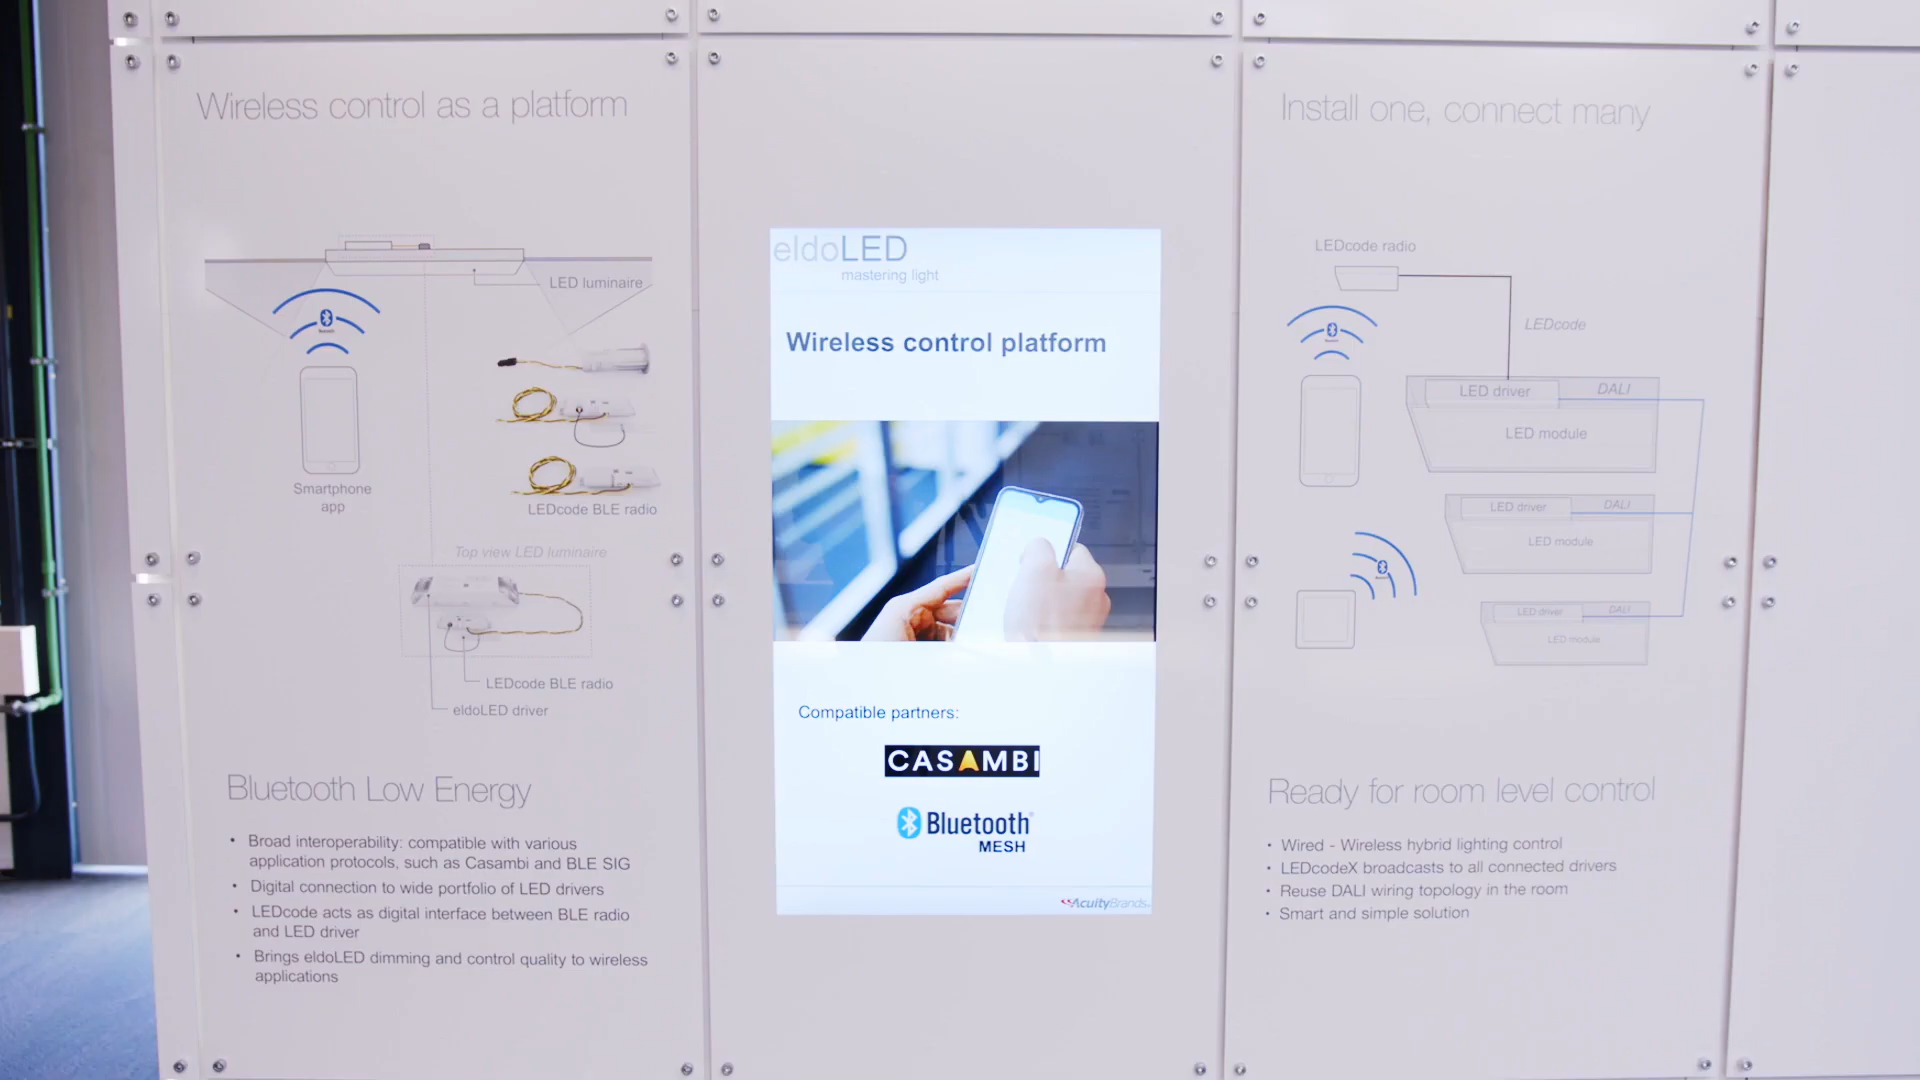 Wireless control as a platform
LED luminaire
Bluetooth
Smartphone
app
LEDcode BLE radio
Top view LED luminaire
LEDcode BLE radio
eldoLED driver
Bluetooth Low Energy
• Broad interoperability: compatible with various
application protocols, such as Casambi and BLE SIG
• Digital connection to wide portfolio of LED drivers
• LEDcode acts as digital interface between BLE radio
and LED driver
• Brings eldoLED dimming and control quality to wireless
applications
eldoLED
mastering light
Wireless control platform
Compatible partners:
CASAMBI
Bluetooth®
MESH
AcuityBrands
Install one, connect many
LEDcode radio
LEDcode
LED driver DALI
LED module
LED driver DALI
LED module
LED driver DALI
LED module
Ready for room level control
• Wired - Wireless hybrid lighting control
• LEDcodeX broadcasts to all connected drivers
• Reuse DALI wiring topology in the room
• Smart and simple solution